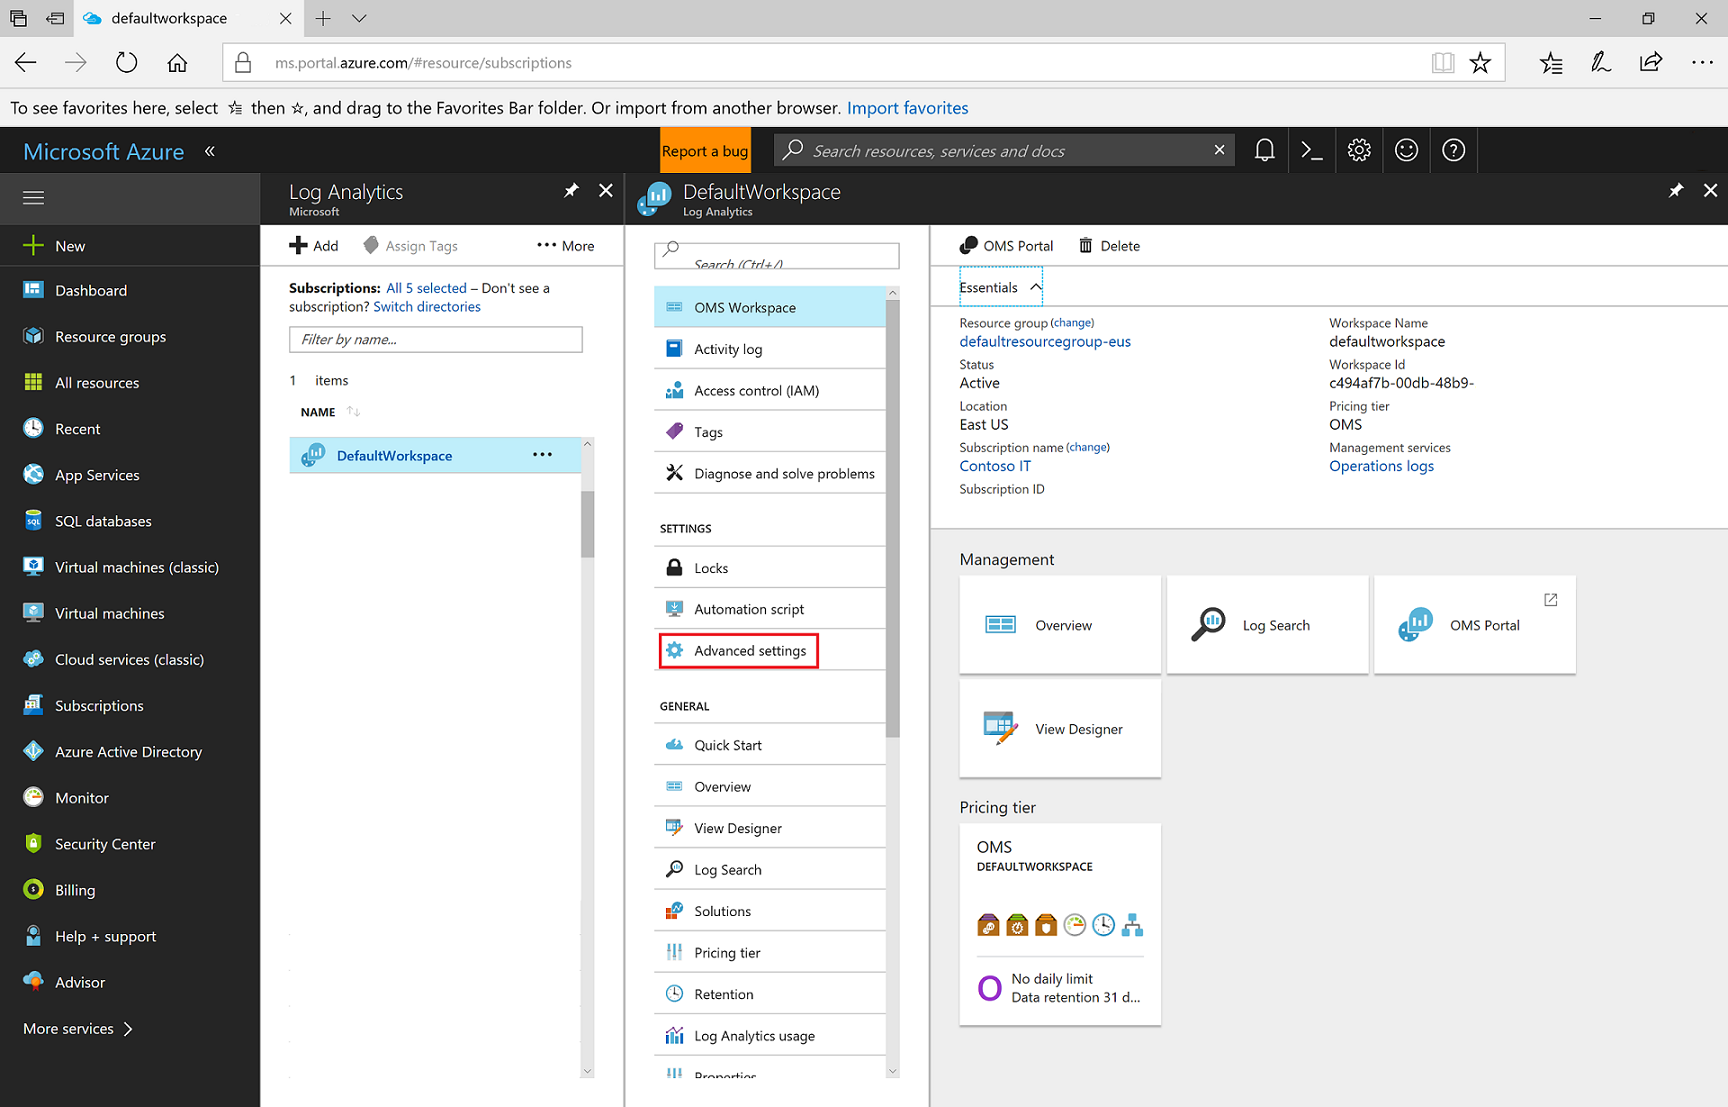 defaultworkspace
ms.portal.azure.com/#resource/subscriptions
To see favorites here, select then ☆, and drag to the Favorites Bar folder. Or import from another browser. Import favorites
Microsoft Azure «
Report a bug
Search resources, services and docs
New
Dashboard
Resource groups
All resources
Recent
App Services
SQL databases
Virtual machines (classic)
Virtual machines
Cloud services (classic)
Subscriptions
Azure Active Directory
Monitor
Security Center
Billing
Help + support
Advisor
More services
Log Analytics
Microsoft
Add
Assign Tags
More
Subscriptions: All 5 selected – Don't see a
subscription? Switch directories
Filter by name...
1 items
NAME
DefaultWorkspace
DefaultWorkspace
Log Analytics
Search (Ctrl+/)
OMS Workspace
Activity log
Access control (IAM)
Tags
Diagnose and solve problems
SETTINGS
Locks
Automation script
Advanced settings
GENERAL
Quick Start
Overview
View Designer
Log Search
Solutions
Pricing tier
Retention
Log Analytics usage
Properties
OMS Portal
Delete
Essentials
Resource group (change)
defaultresourcegroup-eus
Status
Active
Location
East US
Subscription name (change)
Contoso IT
Subscription ID
Workspace Name
defaultworkspace
Workspace Id
c494af7b-00db-48b9-
Pricing tier
OMS
Management services
Operations logs
Management
Overview
Log Search
OMS Portal
View Designer
Pricing tier
OMS
DEFAULTWORKSPACE
No daily limit
Data retention 31 d...